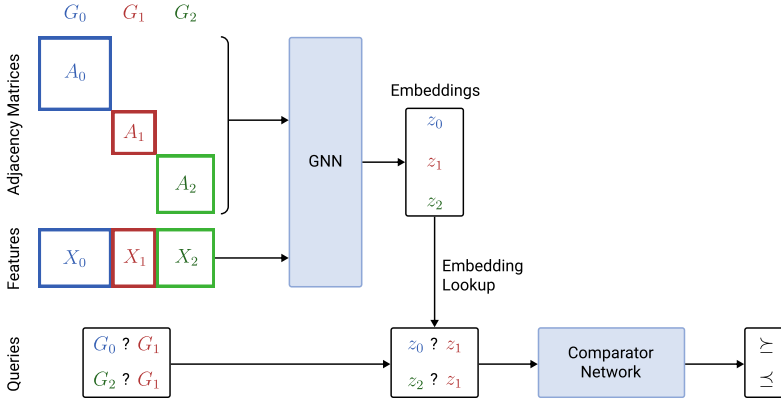 G₀ G₁ G₂
Adjacency Matrices
A₀
A₁
A₂
GNN
Embeddings
z₀
z₁
z₂
Features
X₀ X₁ X₂
Embedding
Lookup
Queries
G₀ ? G₁
G₂ ? G₁
z₀ ? z₁
z₂ ? z₁
Comparator
Network